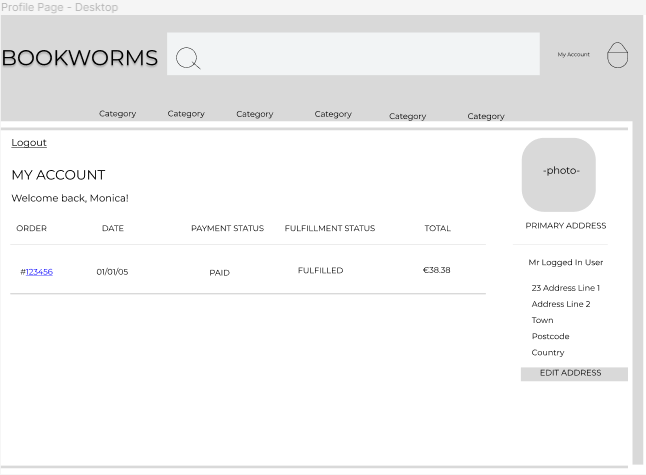 Profile Page - Desktop
BOOKWORMS
My Account
Category Category Category Category Category Category
Logout
MY ACCOUNT
Welcome back, Monica!
ORDER DATE PAYMENT STATUS FULFILLMENT STATUS TOTAL
#123456 01/01/05 PAID FULFILLED €38.38
-photo-
PRIMARY ADDRESS
Mr Logged In User
23 Address Line 1
Address Line 2
Town
Postcode
Country
EDIT ADDRESS